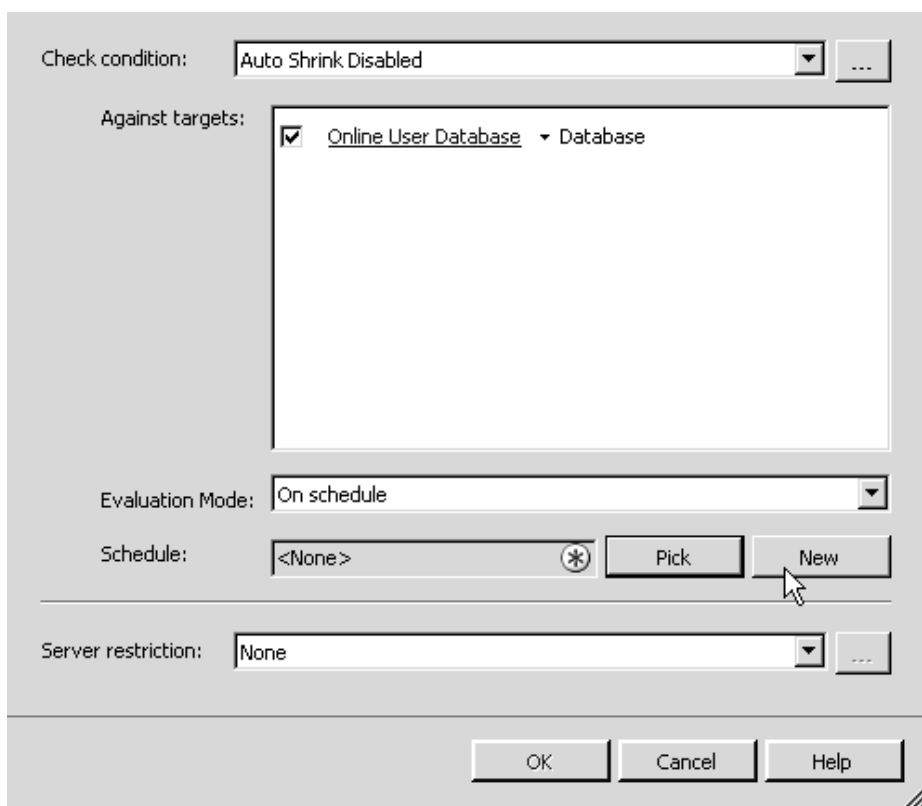 Check condition: Auto Shrink Disabled ...
Against targets:
Online User Database Database
Evaluation Mode: On schedule
Schedule: <None> Pick New
Server restriction: None ...
OK Cancel Help